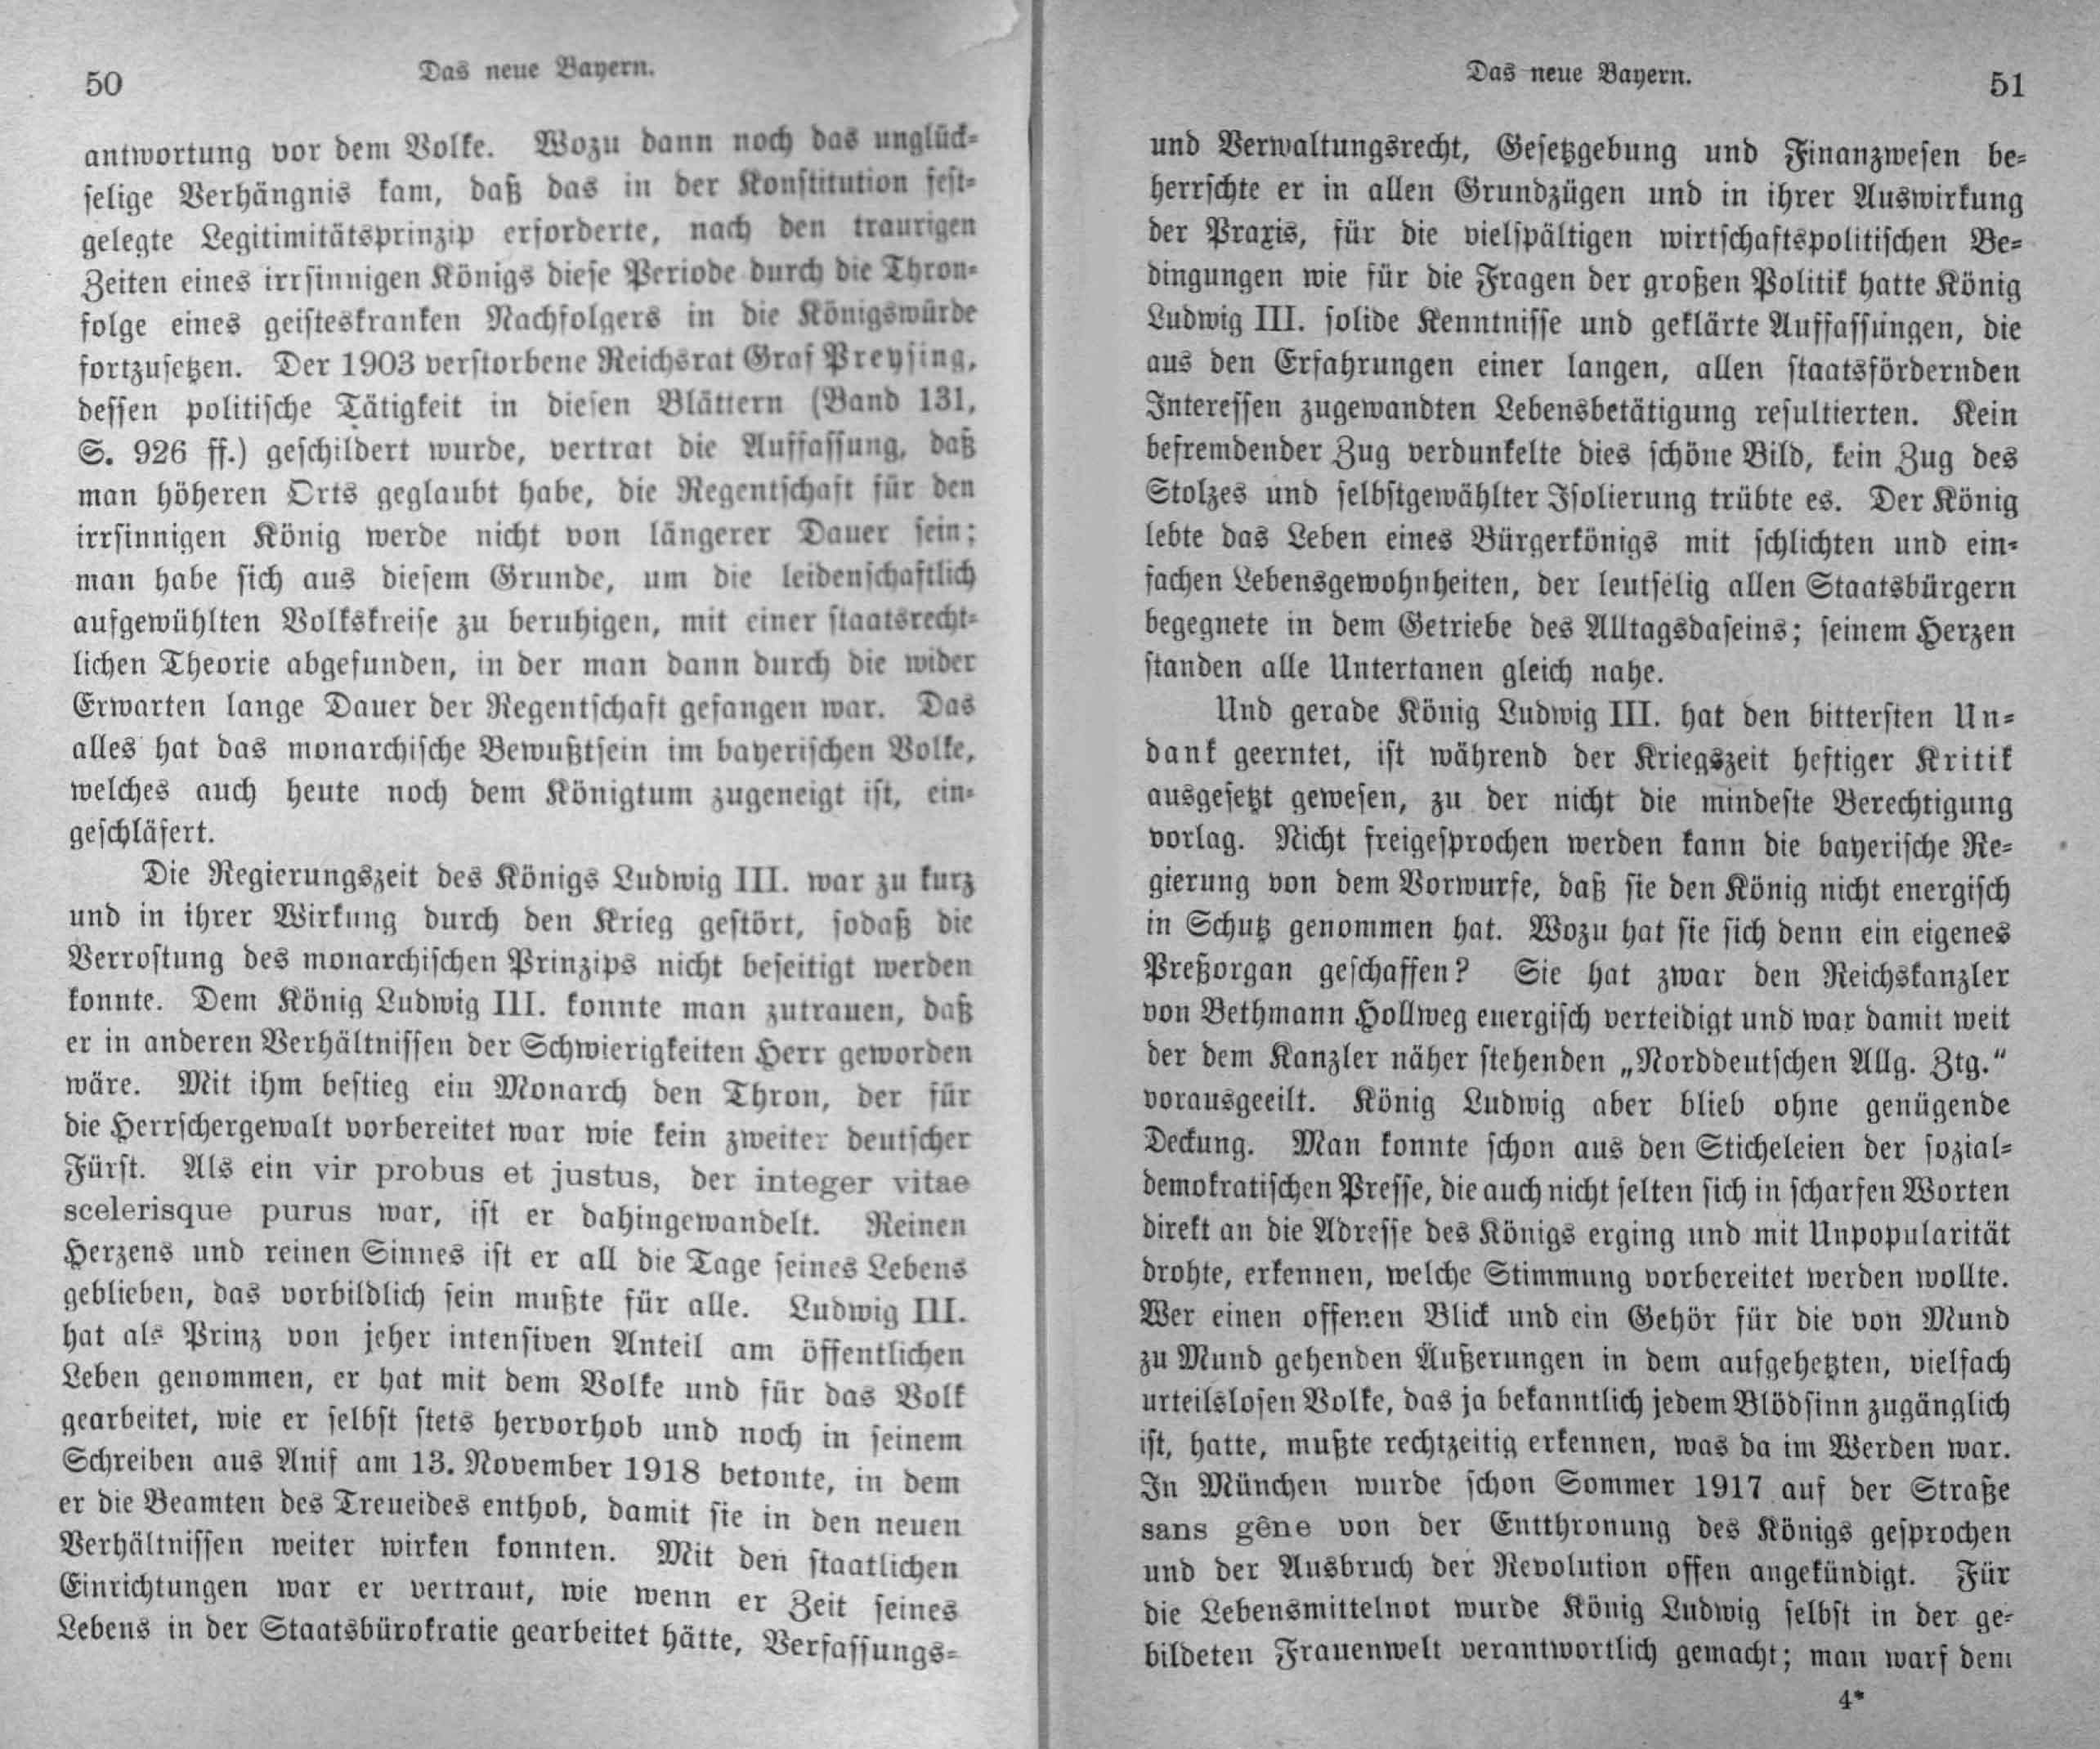 50
Das neue Bayern.
antwortung vor dem Volke. Wozu dann noch das unglück-
selige Verhängnis kam, daß das in der Konstitution fest-
gelegte Legitimitätsprinzip erforderte, nach den traurigen
Zeiten eines irrsinnigen Königs diese Periode durch die Thron-
folge eines geisteskranken Nachfolgers in die Königswürde
fortzusetzen. Der 1903 verstorbene Reichsrat Graf Preysing,
dessen politische Tätigkeit in diesen Blättern (Band 131,
S. 926 ff.) geschildert wurde, vertrat die Auffassung, daß
man höheren Orts geglaubt habe, die Regentschaft für den
irrsinnigen König werde nicht von längerer Dauer sein;
man habe sich aus diesem Grunde, um die leidenschaftlich
aufgewühlten Volkskreise zu beruhigen, mit einer staatsrecht-
lichen Theorie abgefunden, in der man dann durch die wider
Erwarten lange Dauer der Regentschaft gefangen war. Das
alles hat das monarchische Bewußtsein im bayerischen Volke,
welches auch heute noch dem Königtum zugeneigt ist, ein-
geschläfert.
Die Regierungszeit des Königs Ludwig III. war zu kurz
und in ihrer Wirkung durch den Krieg gestört, sodaß die
Verrostung des monarchischen Prinzips nicht beseitigt werden
konnte. Dem König Ludwig III. konnte man zutrauen, daß
er in anderen Verhältnissen der Schwierigkeiten Herr geworden
wäre. Mit ihm bestieg ein Monarch den Thron, der für
die Herrschergewalt vorbereitet war wie kein zweiter deutscher
Fürst. Als ein vir probus et justus, der integer vitae
scelerisque purus war, ist er dahingewandelt. Reinen
Herzens und reinen Sinnes ist er all die Tage seines Lebens
geblieben, das vorbildlich sein mußte für alle. Ludwig III.
hat als Prinz von jeher intensiven Anteil am öffentlichen
Leben genommen, er hat mit dem Volke und für das Volk
gearbeitet, wie er selbst stets hervorhob und noch in seinem
Schreiben aus Anif am 13. November 1918 betonte, in dem
er die Beamten des Treueides enthob, damit sie in den neuen
Verhältnissen weiter wirken konnten. Mit den staatlichen
Einrichtungen war er vertraut, wie wenn er Zeit seines
Lebens in der Staatsbürokratie gearbeitet hätte, Verfassungs-
Das neue Bayern.
51
und Verwaltungsrecht, Gesetzgebung und Finanzwesen be-
herrschte er in allen Grundzügen und in ihrer Auswirkung
der Praxis, für die vielspältigen wirtschaftspolitischen Be-
dingungen wie für die Fragen der großen Politik hatte König
Ludwig III. solide Kenntnisse und geklärte Auffassungen, die
aus den Erfahrungen einer langen, allen staatsfördernden
Interessen zugewandten Lebensbetätigung resultierten. Kein
befremdender Zug verdunkelte dies schöne Bild, kein Zug des
Stolzes und selbstgewählter Isolierung trübte es. Der König
lebte das Leben eines Bürgerkönigs mit schlichten und ein-
fachen Lebensgewohnheiten, der leutselig allen Staatsbürgern
begegnete in dem Getriebe des Alltagsdaseins; seinem Herzen
standen alle Untertanen gleich nahe.
Und gerade König Ludwig III. hat den bittersten Un-
dank geerntet, ist während der Kriegszeit heftiger Kritik
ausgesetzt gewesen, zu der nicht die mindeste Berechtigung
vorlag. Nicht freigesprochen werden kann die bayerische Re-
gierung von dem Vorwurfe, daß sie den König nicht energisch
in Schutz genommen hat. Wozu hat sie sich denn ein eigenes
Preßorgan geschaffen? Sie hat zwar den Reichskanzler
von Bethmann Hollweg energisch verteidigt und war damit weit
der dem Kanzler näher stehenden „Norddeutschen Allg. Ztg.“
vorausgeeilt. König Ludwig aber blieb ohne genügende
Deckung. Man konnte schon aus den Sticheleien der sozial-
demokratischen Presse, die auch nicht selten sich in scharfen Worten
direkt an die Adresse des Königs erging und mit Unpopularität
drohte, erkennen, welche Stimmung vorbereitet werden wollte.
Wer einen offenen Blick und ein Gehör für die von Mund
zu Mund gehenden Äußerungen in dem aufgehetzten, vielfach
urteilslosen Volke, das ja bekanntlich jedem Blödsinn zugänglich
ist, hatte, mußte rechtzeitig erkennen, was da im Werden war.
In München wurde schon Sommer 1917 auf der Straße
sans gêne von der Entthronung des Königs gesprochen
und der Ausbruch der Revolution offen angekündigt. Für
die Lebensmittelnot wurde König Ludwig selbst in der ge-
bildeten Frauenwelt verantwortlich gemacht; man warf dem
4*